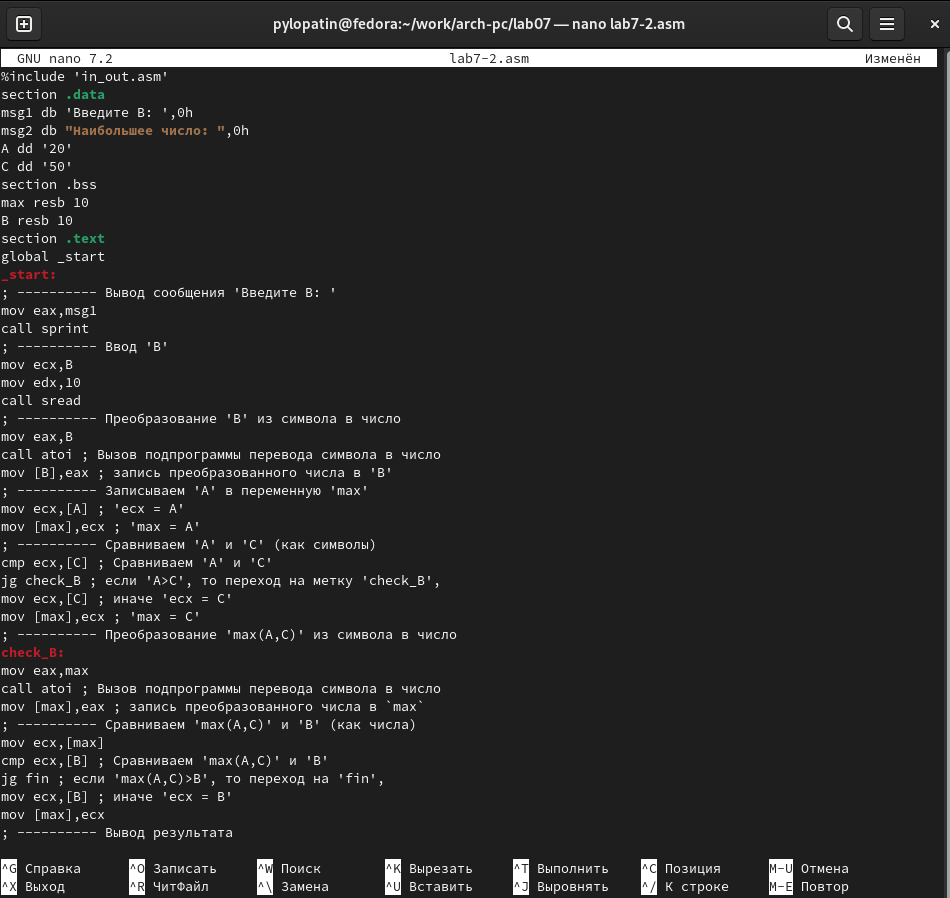 pylopatin@fedora:~/work/arch-pc/lab07 — nano lab7-2.asm
GNU nano 7.2 lab7-2.asm Изменён
%include 'in_out.asm'
section .data
msg1 db 'Введите B: ',0h
msg2 db "Наибольшее число: ",0h
A dd '20'
C dd '50'
section .bss
max resb 10
B resb 10
section .text
global _start
_start:
; ---------- Вывод сообщения 'Введите B: '
mov eax,msg1
call sprint
; ---------- Ввод 'B'
mov ecx,B
mov edx,10
call sread
; ---------- Преобразование 'B' из символа в число
mov eax,B
call atoi ; Вызов подпрограммы перевода символа в число
mov [B],eax ; запись преобразованного числа в 'B'
; ---------- Записываем 'A' в переменную 'max'
mov ecx,[A] ; 'ecx = A'
mov [max],ecx ; 'max = A'
; ---------- Сравниваем 'A' и 'С' (как символы)
cmp ecx,[C] ; Сравниваем 'A' и 'С'
jg check_B ; если 'A>C', то переход на метку 'check_B',
mov ecx,[C] ; иначе 'ecx = C'
mov [max],ecx ; 'max = C'
; ---------- Преобразование 'max(A,C)' из символа в число
check_B:
mov eax,max
call atoi ; Вызов подпрограммы перевода символа в число
mov [max],eax ; запись преобразованного числа в `max`
; ---------- Сравниваем 'max(A,C)' и 'B' (как числа)
mov ecx,[max]
cmp ecx,[B] ; Сравниваем 'max(A,C)' и 'B'
jg fin ; если 'max(A,C)>B', то переход на 'fin',
mov ecx,[B] ; иначе 'ecx = B'
mov [max],ecx
; ---------- Вывод результата
^G Справка ^O Записать ^W Поиск ^K Вырезать ^T Выполнить ^C Позиция M-U Отмена
^X Выход ^R ЧитФайл ^\ Замена ^U Вставить ^J Выровнять ^/ К строке M-E Повтор